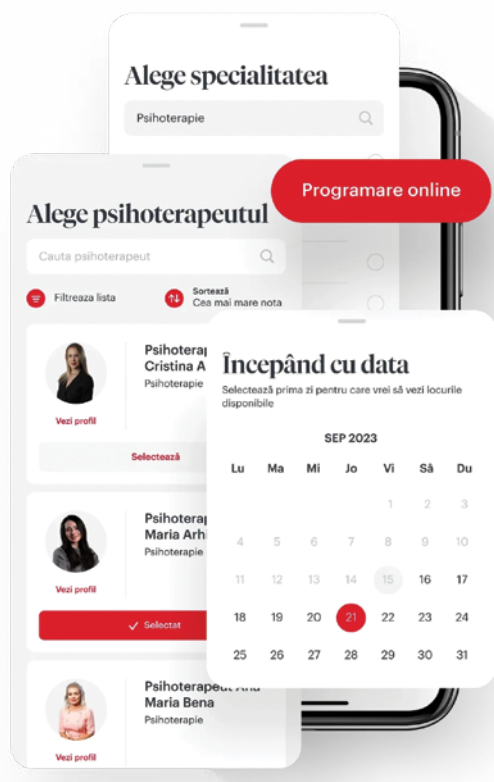 Alege specialitatea
Psihoterapie
Programare online
Alege psihoterapeutul
Cauta psihoterapeut
Filtreaza lista
Sortează
Cea mai mare nota
Cristina A
Psihoterapie
Vezi profil
Selectează
Maria Arh
Psihoterapie
Vezi profil
Selectat
Psihoterapeut Ana
Maria Bena
Psihoterapie
Vezi profil
Începând cu data
Selectează prima zi pentru care vrei să vezi locurile
disponibile
SEP 2023
Lu Ma Mi Jo Vi Sâ Du
1 2 3
4 5 6 7 8 9 10
11 12 13 14 15 16 17
18 19 20 21 22 23 24
25 26 27 28 29 30 31